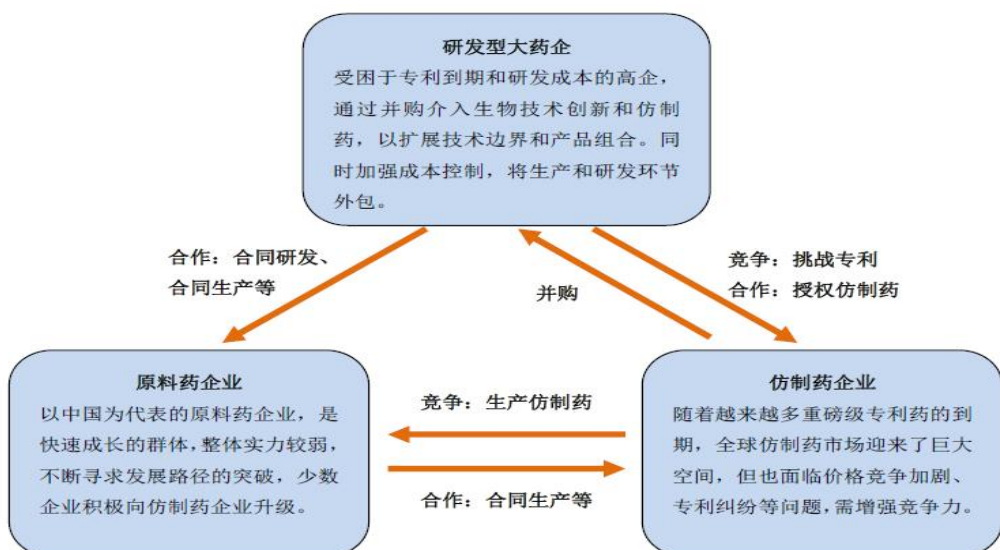 研发型大药企
受困于专利到期和研发成本的高企，
通过并购介入生物技术创新和仿制
药，以扩展技术边界和产品组合。同
时加强成本控制，将生产和研发环节
外包。
合作：合同研发、
合同生产等
并购
竞争：挑战专利
合作：授权仿制药
原料药企业
以中国为代表的原料药企业，是
快速成长的群体，整体实力较弱，
不断寻求发展路径的突破，少数
企业积极向仿制药企业升级。
竞争：生产仿制药
合作：合同生产等
仿制药企业
随着越来越多重磅级专利药的到
期，全球仿制药市场迎来了巨大
空间，但也面临价格竞争加剧、
专利纠纷等问题，需增强竞争力。